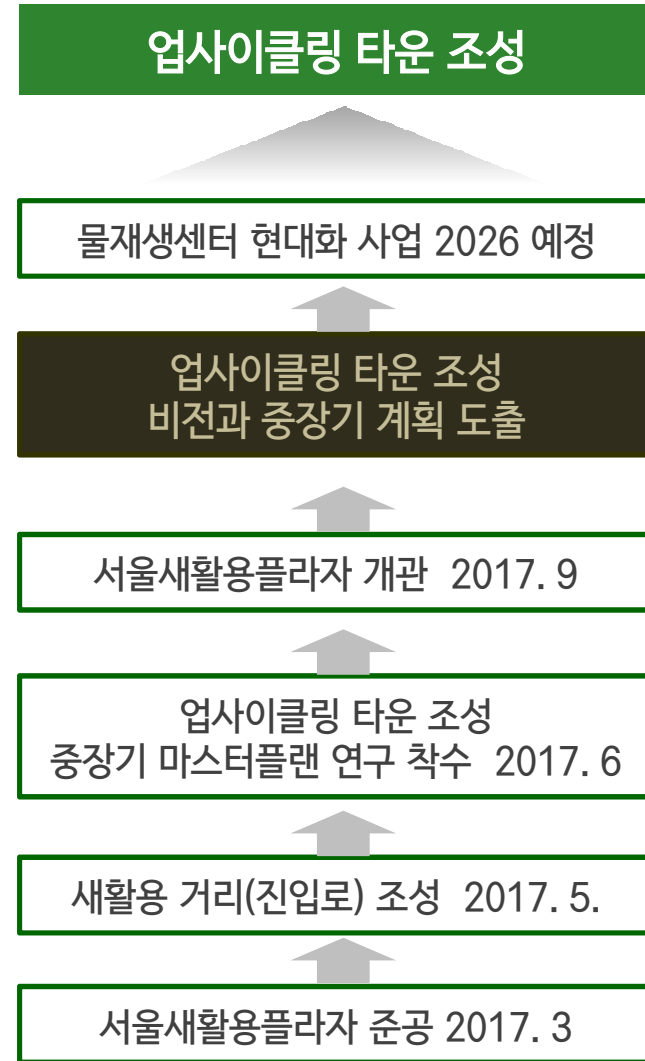 업사이클링 타운 조성
물재생센터 현대화 사업 2026 예정
업사이클링 타운 조성
비전과 중장기 계획 도출
서울새활용플라자 개관 2017. 9
업사이클링 타운 조성
중장기 마스터플랜 연구 착수 2017. 6
새활용 거리(진입로) 조성 2017. 5.
서울새활용플라자 준공 2017. 3